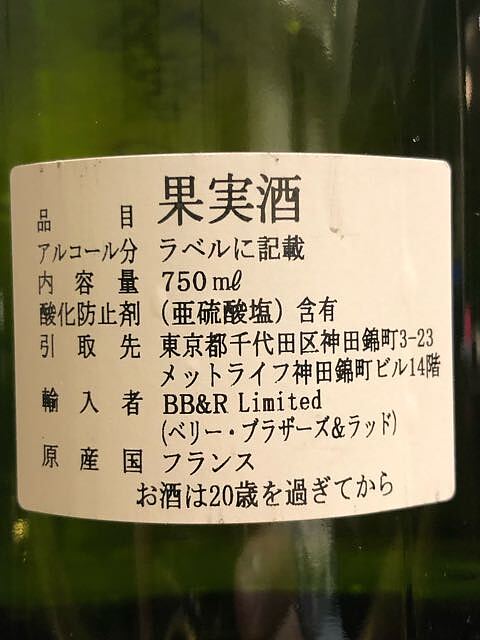 品目 果実酒
アルコール分 ラベルに記載
内容量 750mℓ
酸化防止剤 (亜硫酸塩) 含有
引取先 東京都千代田区神田錦町3-23
メットライフ神田錦町ビル14階
輸入者 BB&R Limited
(ベリー・ブラザーズ&ラッド)
原産国 フランス
お酒は20歳を過ぎてから